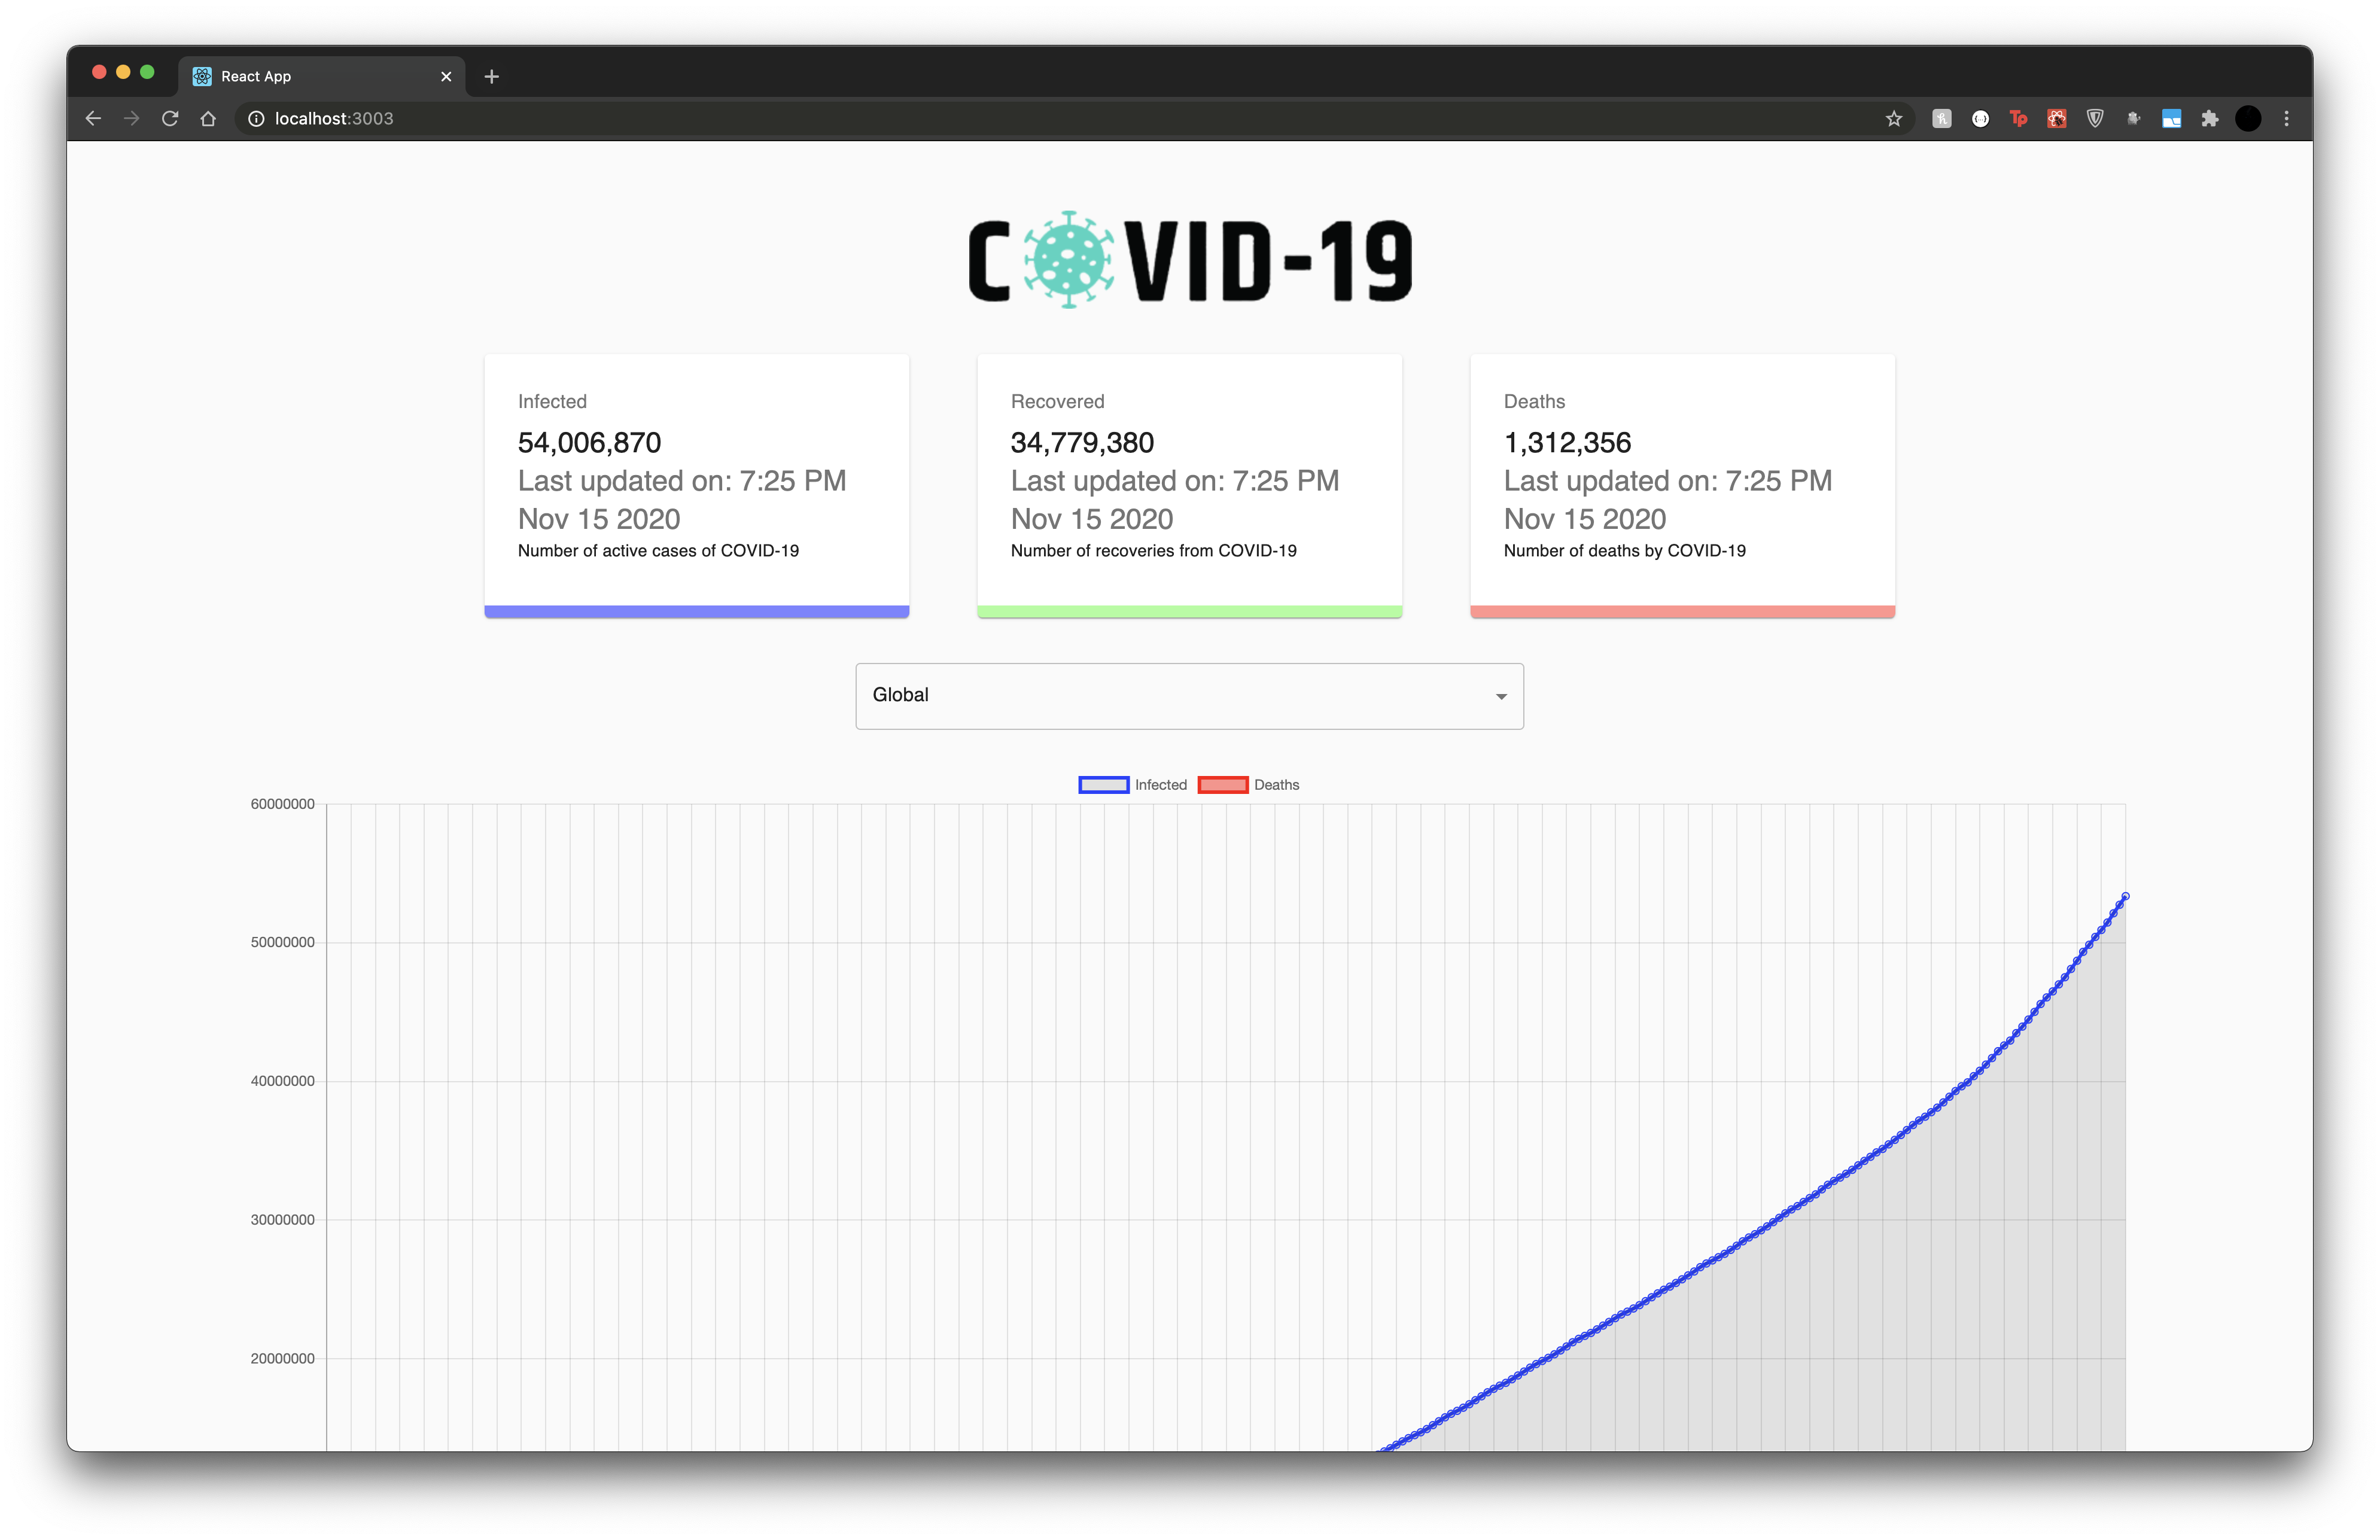 React App
localhost:3003
Tp
COVID-19
Infected
54,006,870
Last updated on: 7:25 PM
Nov 15 2020
Number of active cases of COVID-19
Recovered
34,779,380
Last updated on: 7:25 PM
Nov 15 2020
Number of recoveries from COVID-19
Deaths
1,312,356
Last updated on: 7:25 PM
Nov 15 2020
Number of deaths by COVID-19
Global
Infected
Deaths
60000000
50000000
40000000
30000000
20000000